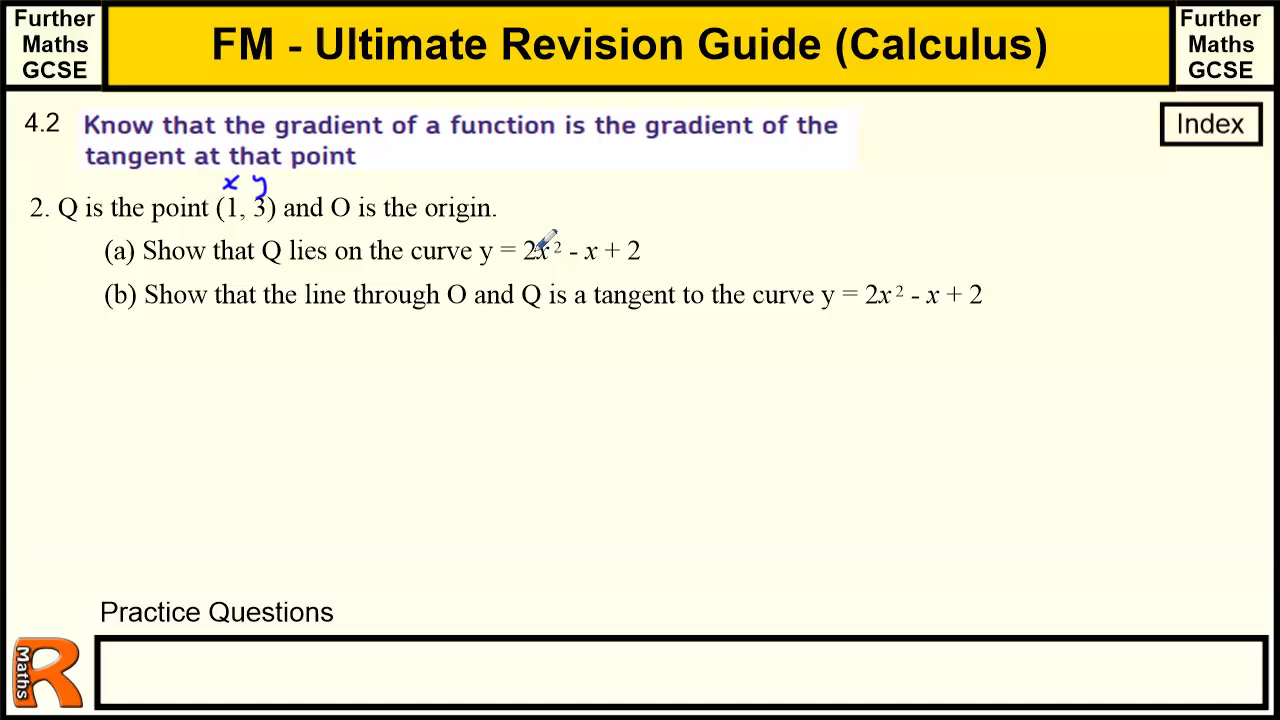 Further
Maths
GCSE
FM - Ultimate Revision Guide (Calculus)
Further
Maths
GCSE
4.2 Know that the gradient of a function is the gradient of the
tangent at that point
Index
x y
2. Q is the point (1, 3) and O is the origin.
(a) Show that Q lies on the curve y = 2x² - x + 2
(b) Show that the line through O and Q is a tangent to the curve y = 2x² - x + 2
Practice Questions
R
Maths